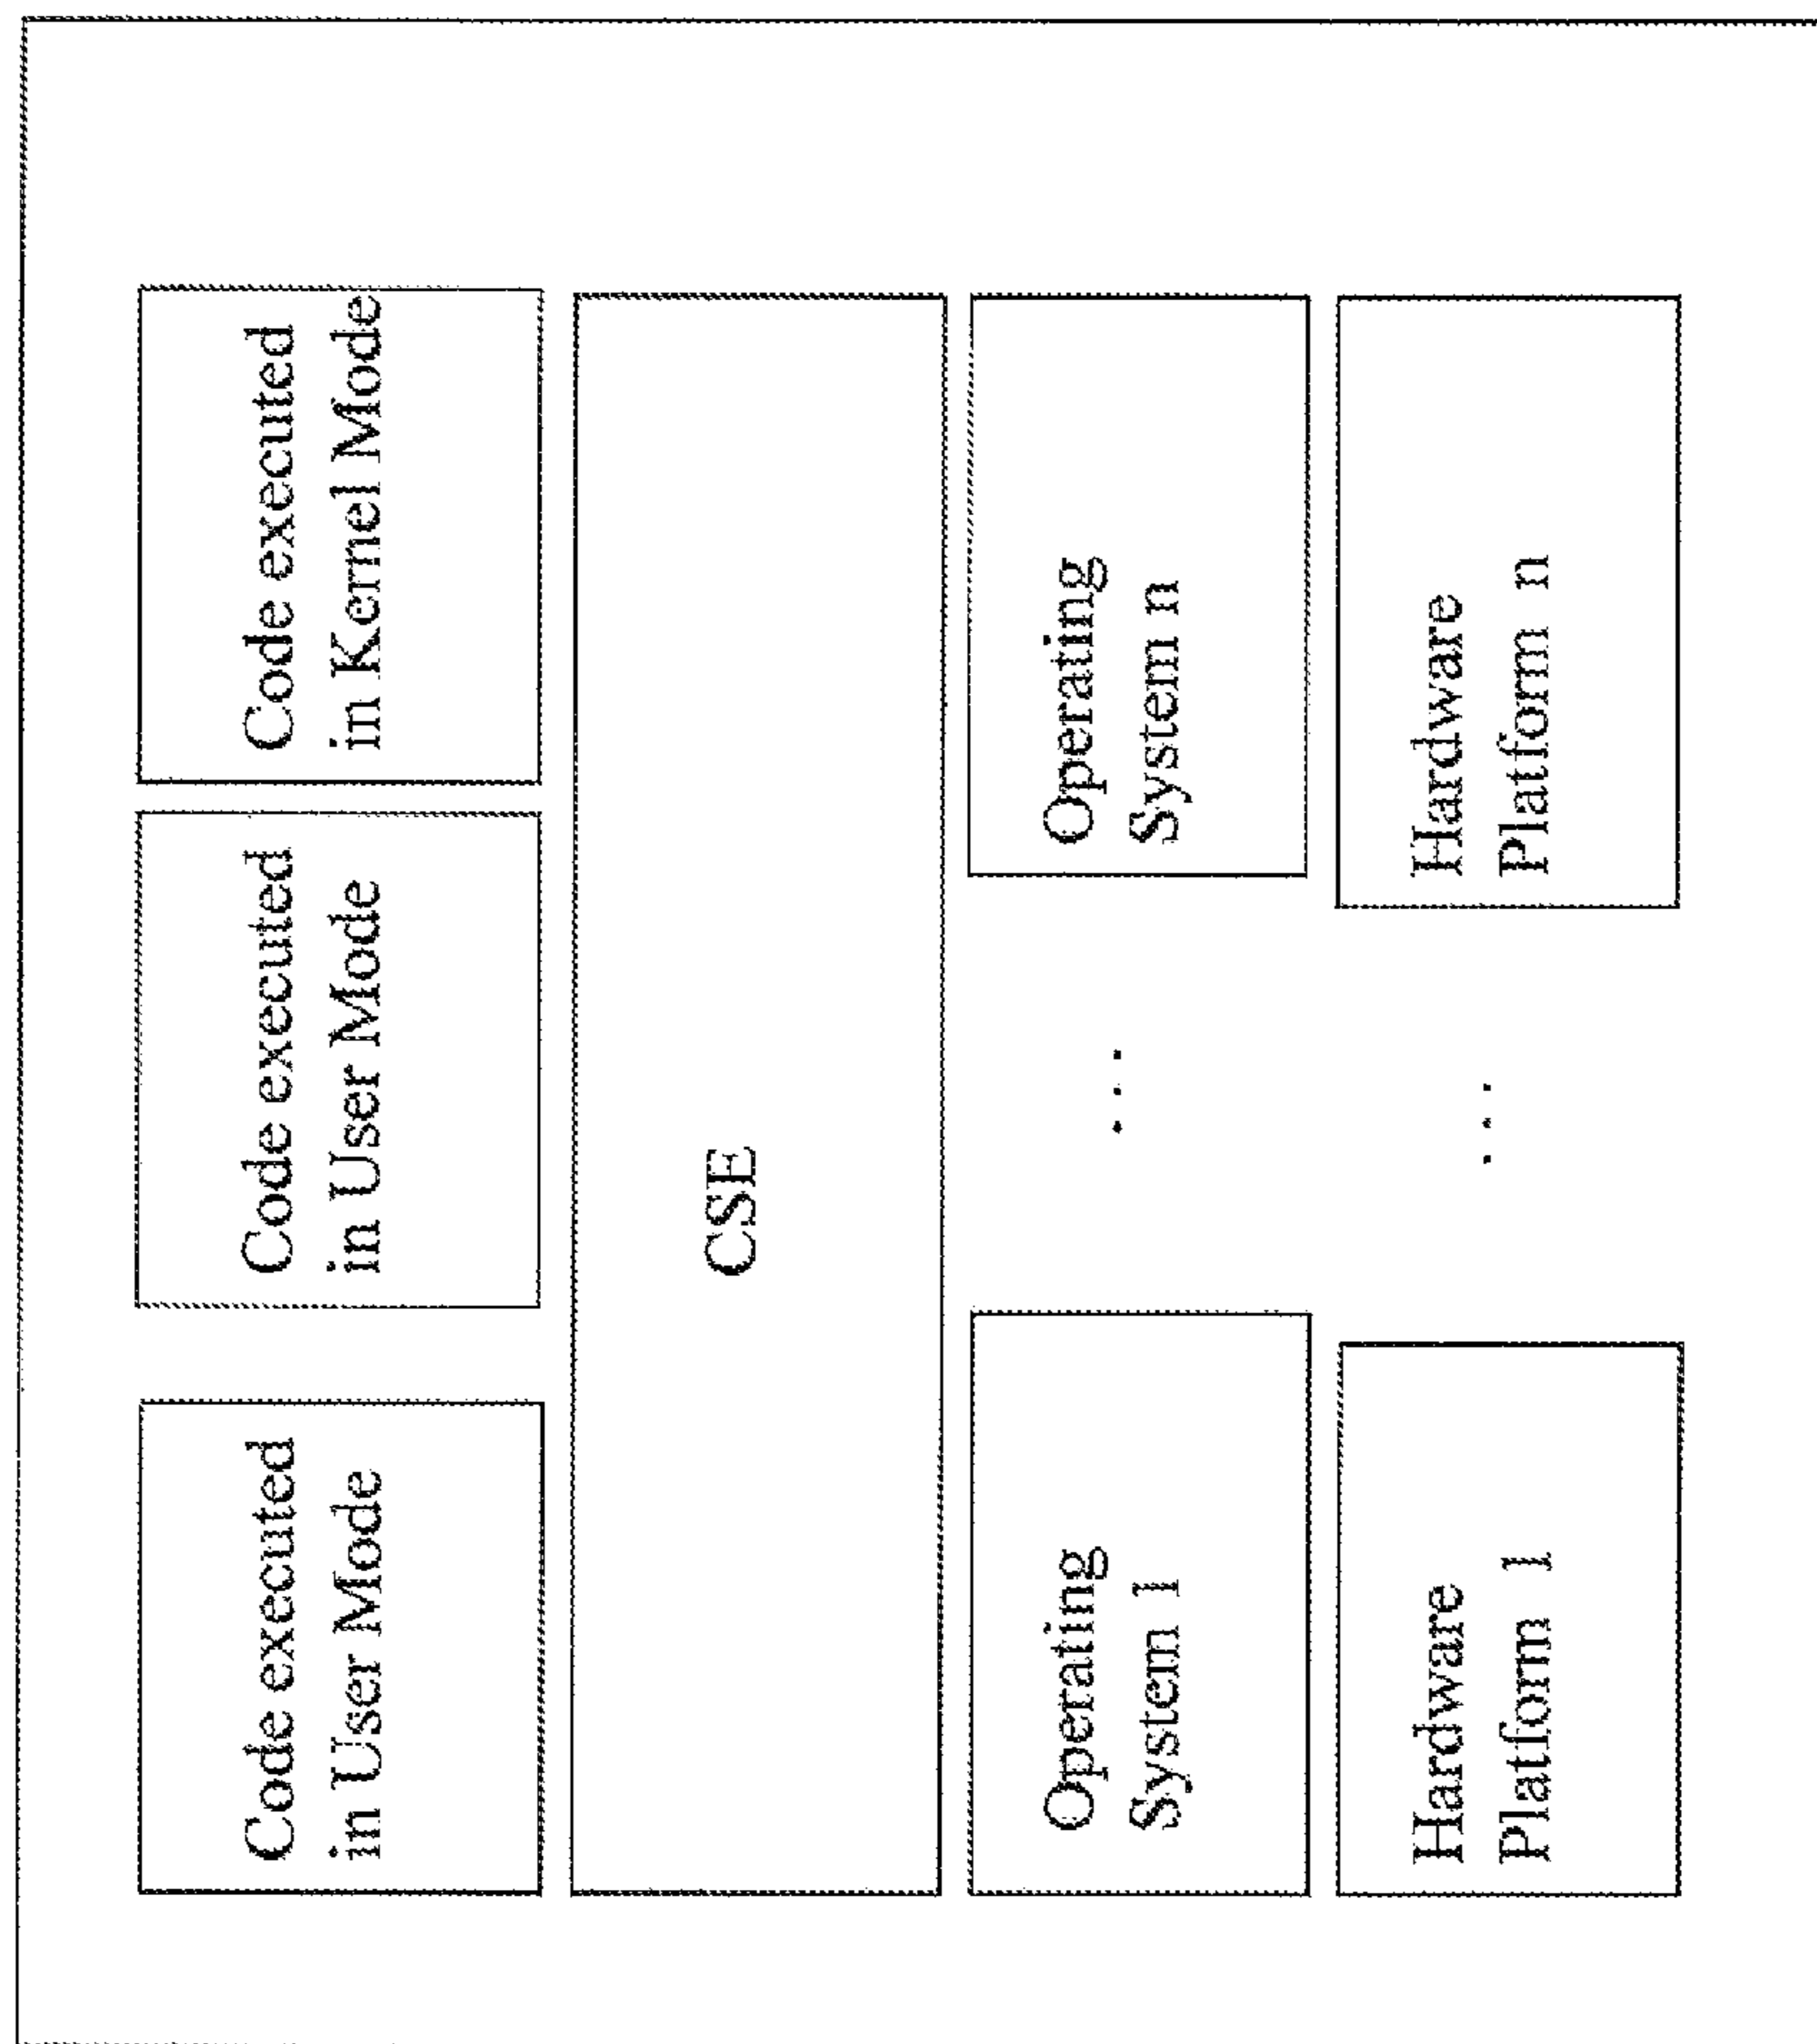 Code executed
in User Mode
Code executed
in User Mode
Code executed
in Kernel Mode
CSE
Operating
System 1
. . .
Operating
System n
Hardware
Platform 1
. . .
Hardware
Platform n